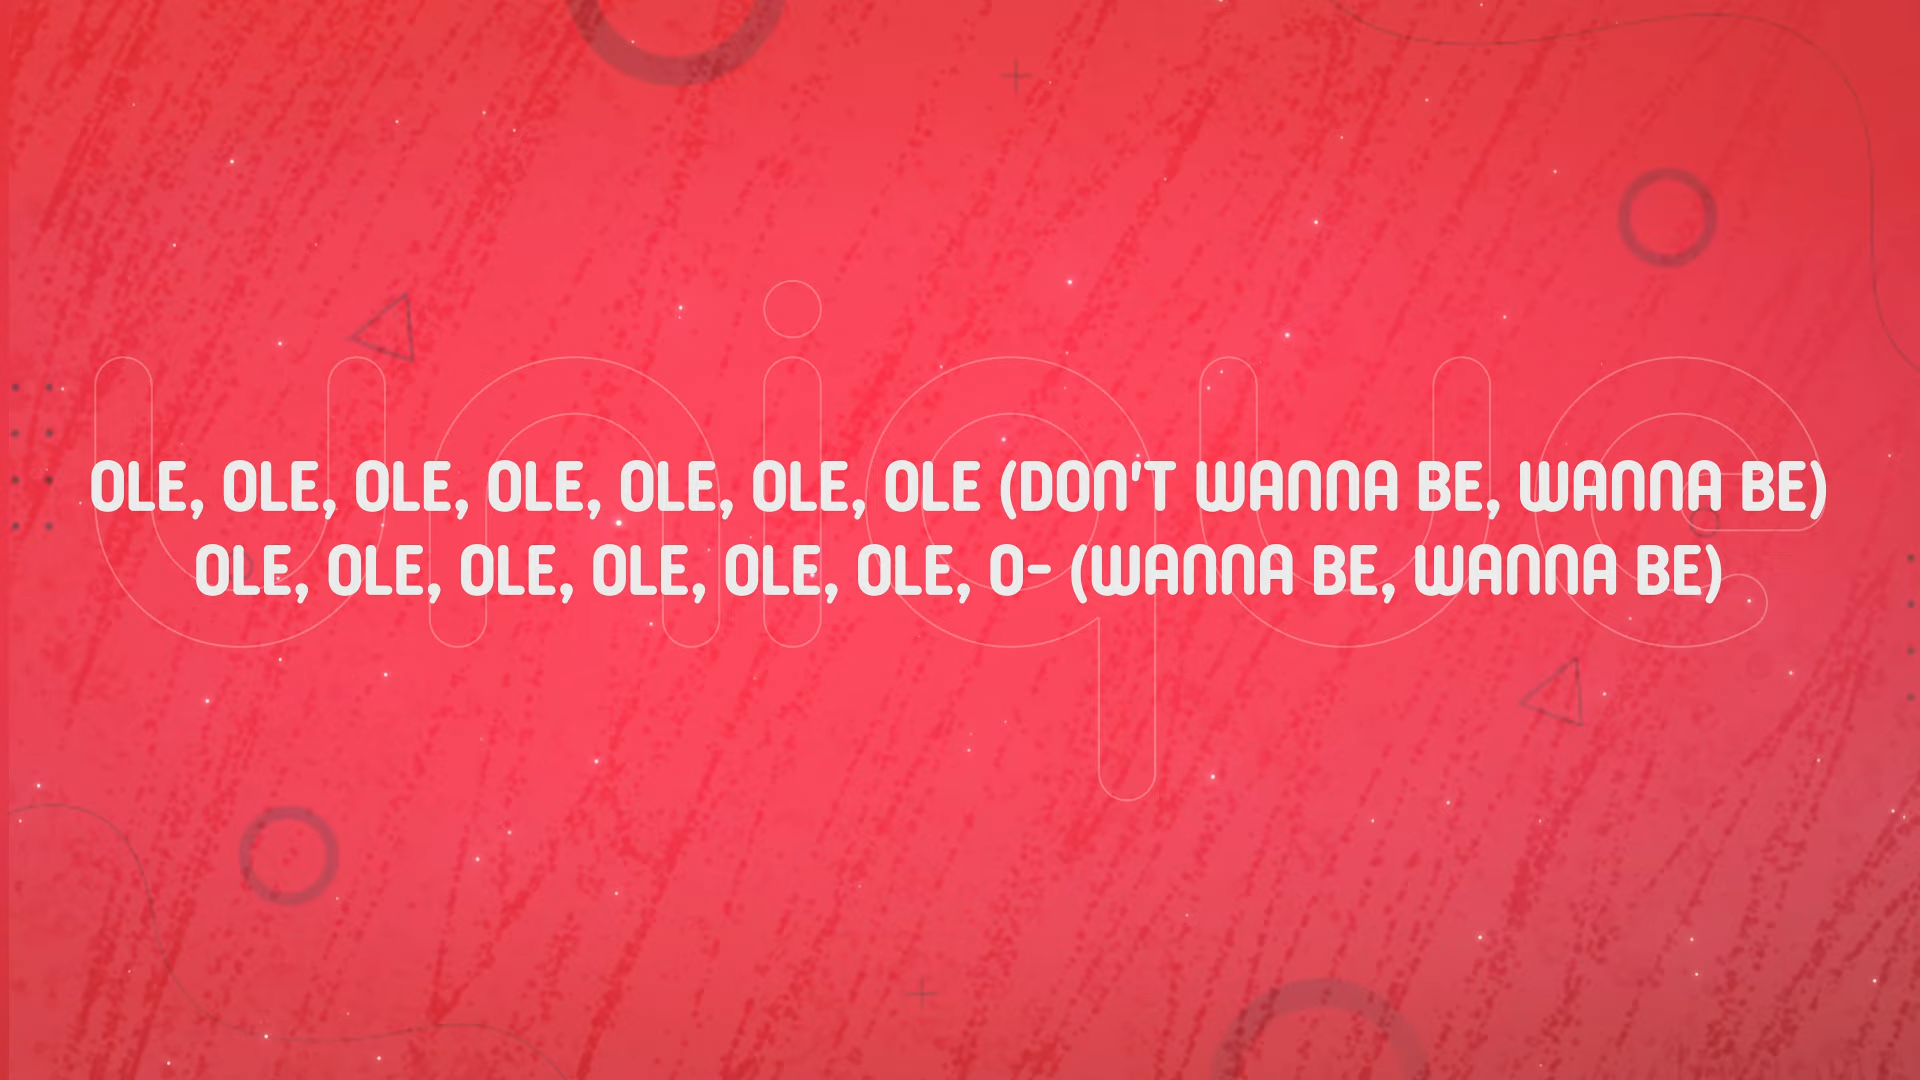 unique
OLE, OLE, OLE, OLE, OLE, OLE, OLE (DON'T WANNA BE, WANNA BE)
OLE, OLE, OLE, OLE, OLE, OLE, O- (WANNA BE, WANNA BE)